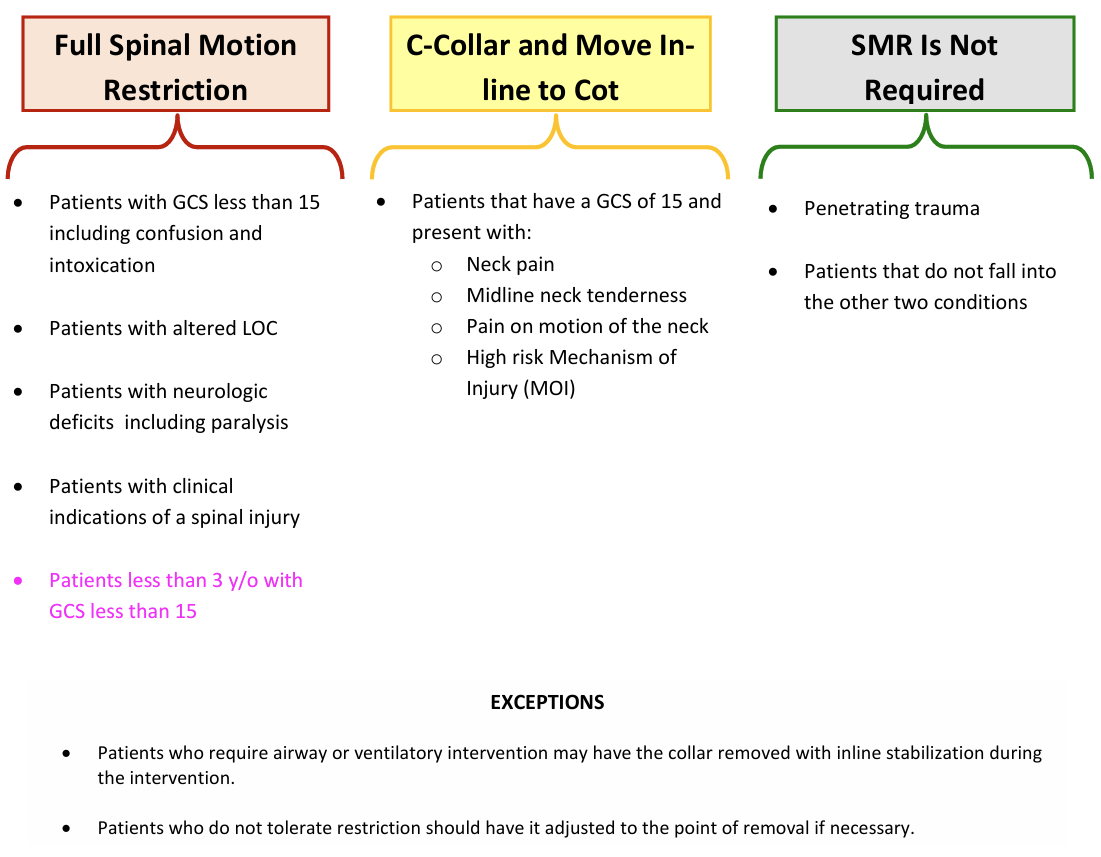 Full Spinal Motion
Restriction
• Patients with GCS less than 15
including confusion and
intoxication
• Patients with altered LOC
• Patients with neurologic
deficits  including paralysis
• Patients with clinical
indications of a spinal injury
• Patients less than 3 y/o with
GCS less than 15
C-Collar and Move In-
line to Cot
• Patients that have a GCS of 15 and
present with:
o Neck pain
o Midline neck tenderness
o Pain on motion of the neck
o High risk Mechanism of
Injury (MOI)
SMR Is Not
Required
• Penetrating trauma
• Patients that do not fall into
the other two conditions
EXCEPTIONS
• Patients who require airway or ventilatory intervention may have the collar removed with inline stabilization during
the intervention.
• Patients who do not tolerate restriction should have it adjusted to the point of removal if necessary.